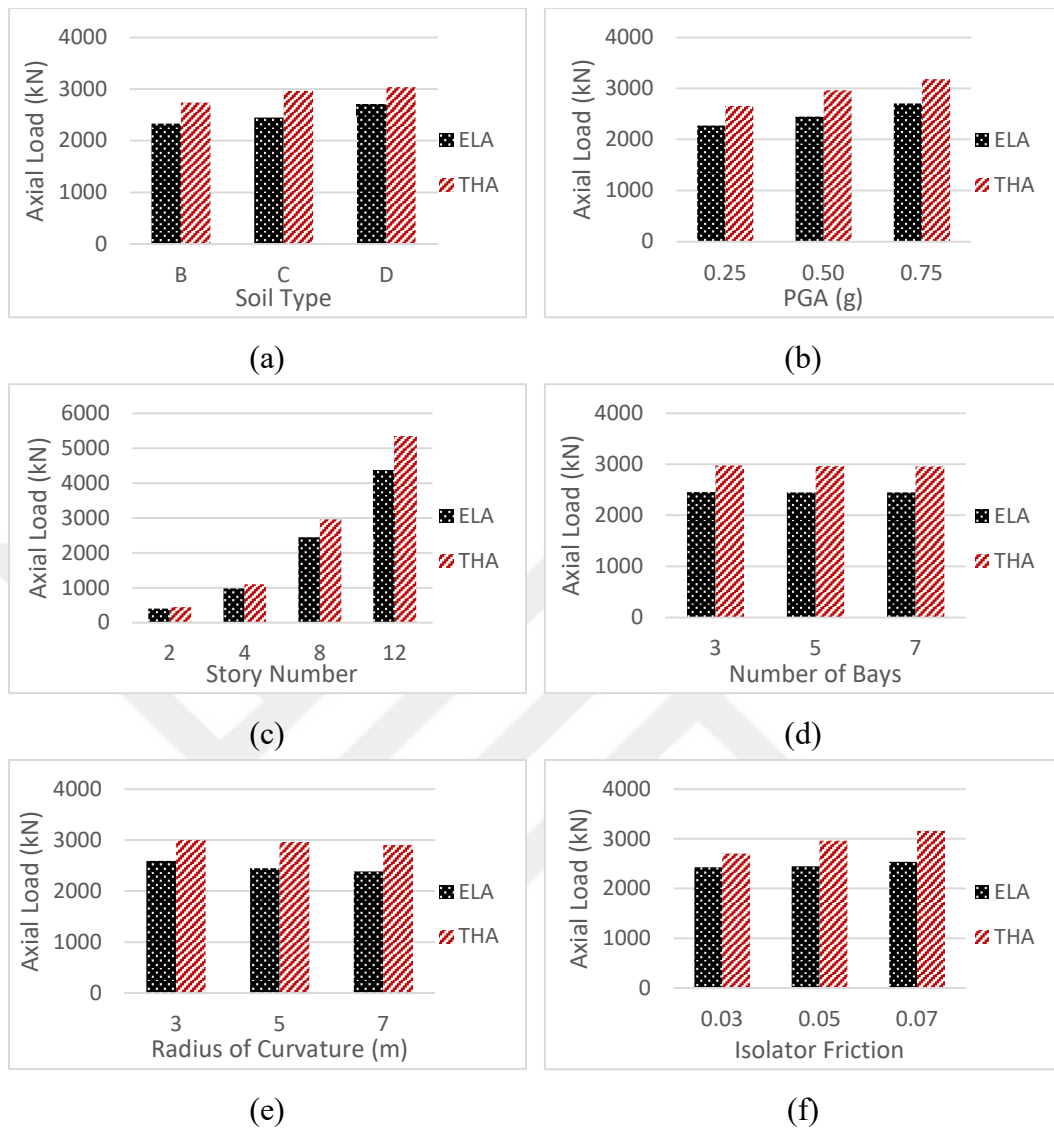 4000
3000
2000
1000
0
Axial Load (kN)
B C D
Soil Type
ELA
THA
(a)
4000
3000
2000
1000
0
Axial Load (kN)
0.25 0.50 0.75
PGA (g)
ELA
THA
(b)
6000
5000
4000
3000
2000
1000
0
Axial Load (kN)
2 4 8 12
Story Number
ELA
THA
(c)
4000
3000
2000
1000
0
Axial Load (kN)
3 5 7
Number of Bays
ELA
THA
(d)
4000
3000
2000
1000
0
Axial Load (kN)
3 5 7
Radius of Curvature (m)
ELA
THA
(e)
4000
3000
2000
1000
0
Axial Load (kN)
0.03 0.05 0.07
Isolator Friction
ELA
THA
(f)